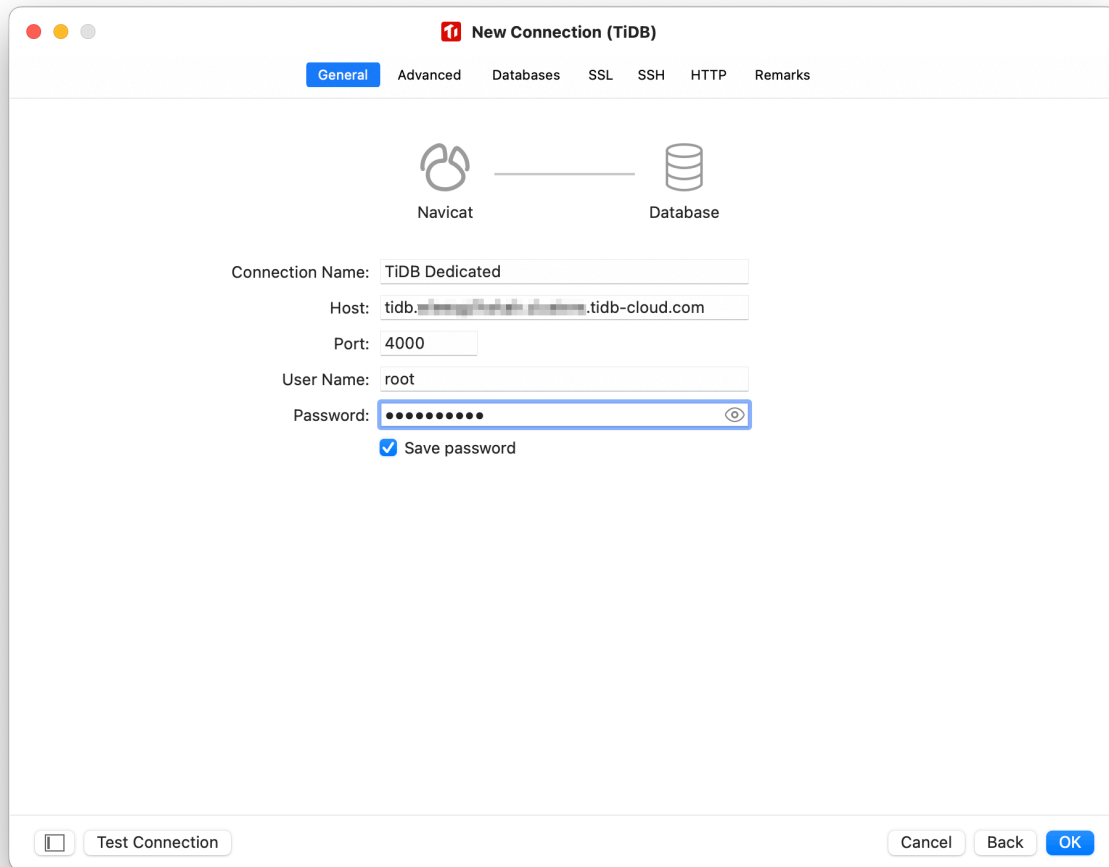 New Connection (TiDB)
General Advanced Databases SSL SSH HTTP Remarks
Navicat Database
Connection Name: TiDB Dedicated
Host: tidb. .tidb-cloud.com
Port: 4000
User Name: root
Password: ••••••••••
Save password
Test Connection Cancel Back OK